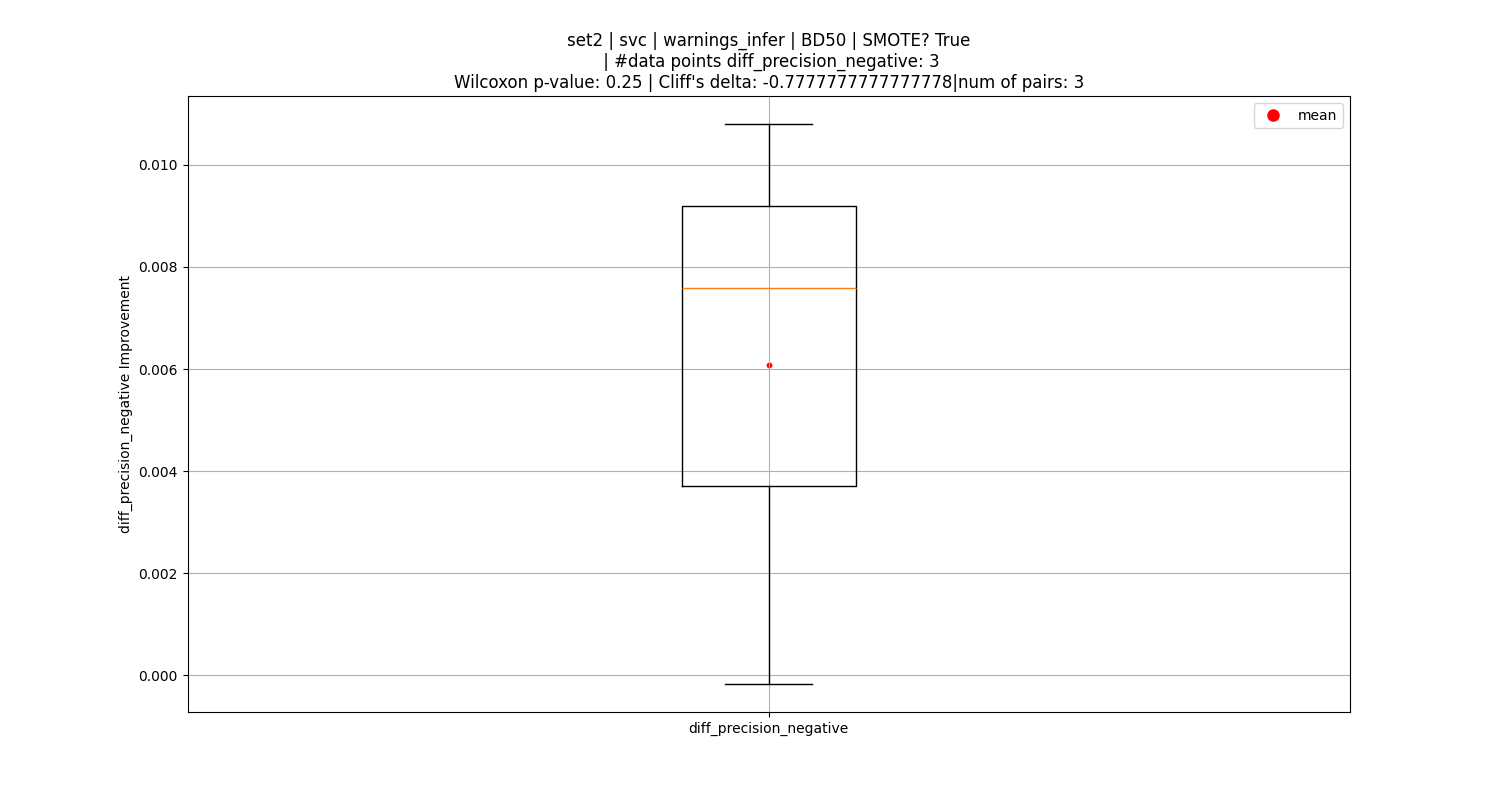 set2 | svc | warnings_infer | BD50 | SMOTE? True
| #data points diff_precision_negative: 3
Wilcoxon p-value: 0.25 | Cliff's delta: -0.7777777777777778|num of pairs: 3
mean
0.010
0.008
0.006
0.004
0.002
0.000
diff_precision_negative Improvement
diff_precision_negative